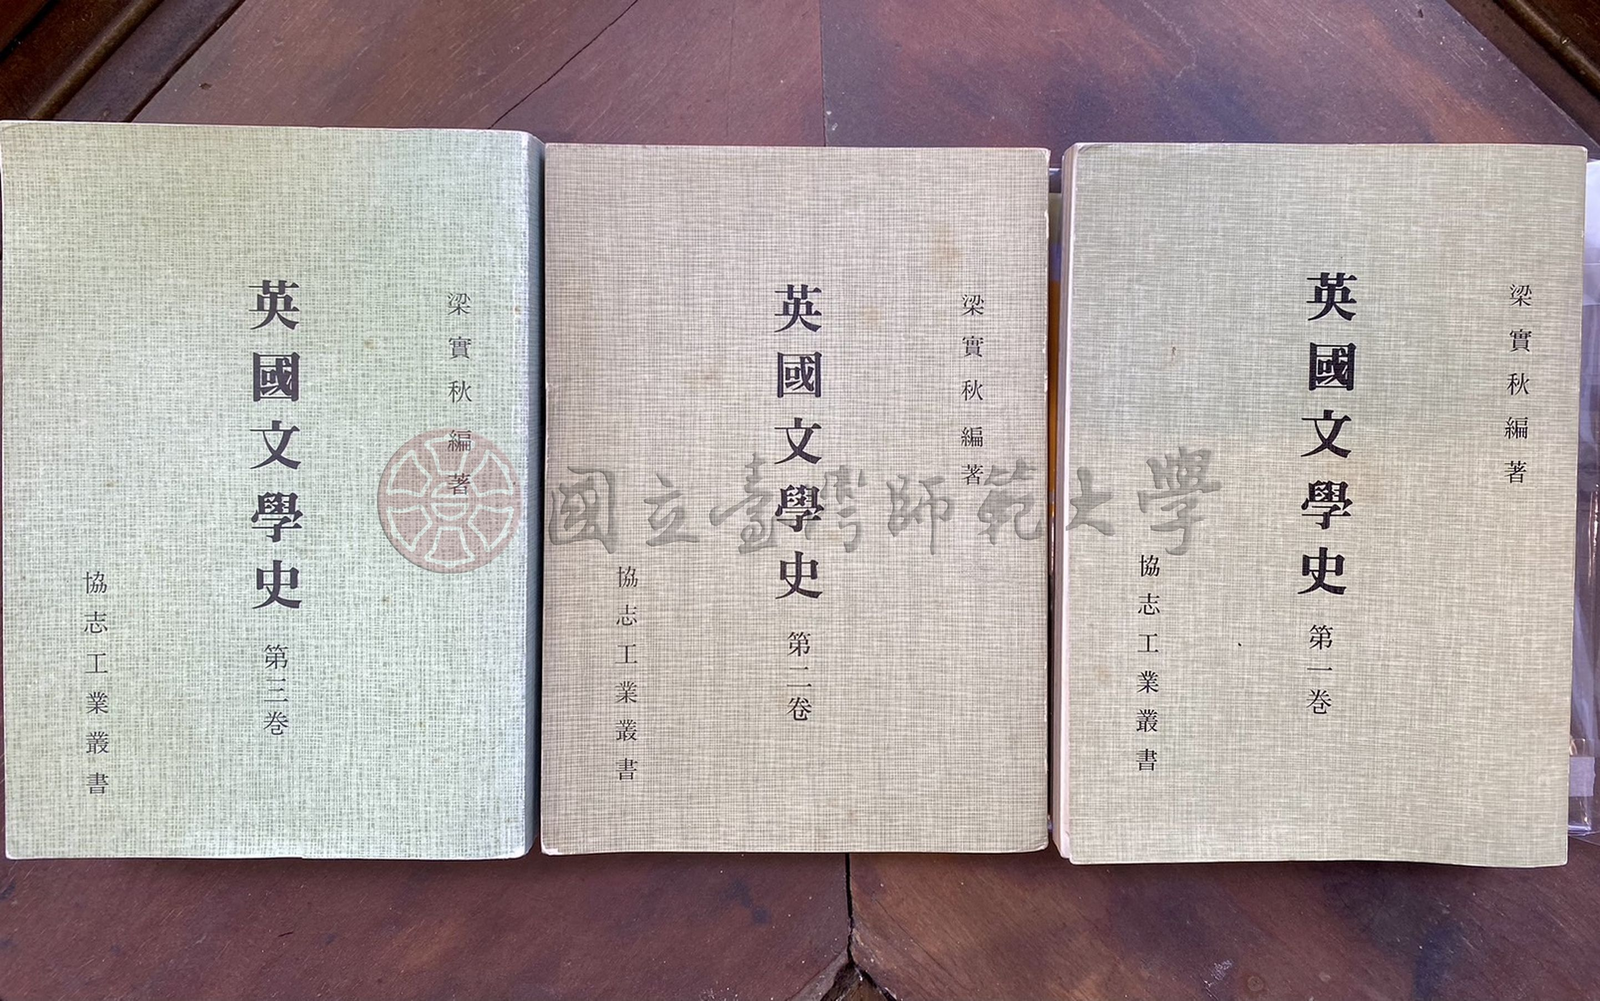 梁實秋編著
英國文學史 第一卷
協志工業叢書
梁實秋編著
英國文學史 第二卷
協志工業叢書
梁實秋編著
英國文學史 第三卷
協志工業叢書
國立臺灣師範大學